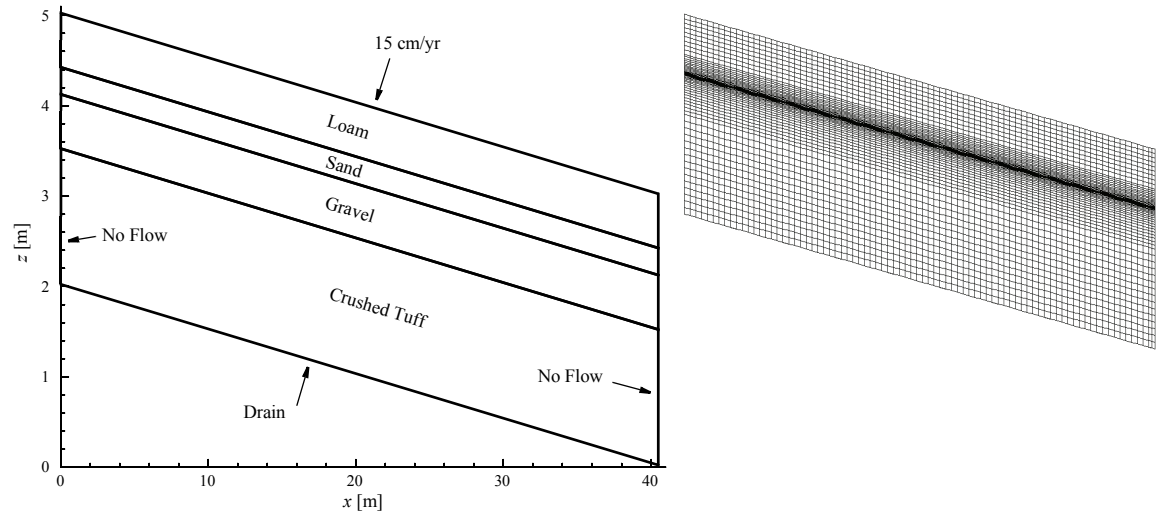 5
15 cm/yr
4
Loam
Sand
3
Gravel
z [m]
No Flow
2
Crushed Tuff
1
No Flow
Drain
0
0
10
20
30
40
x [m]